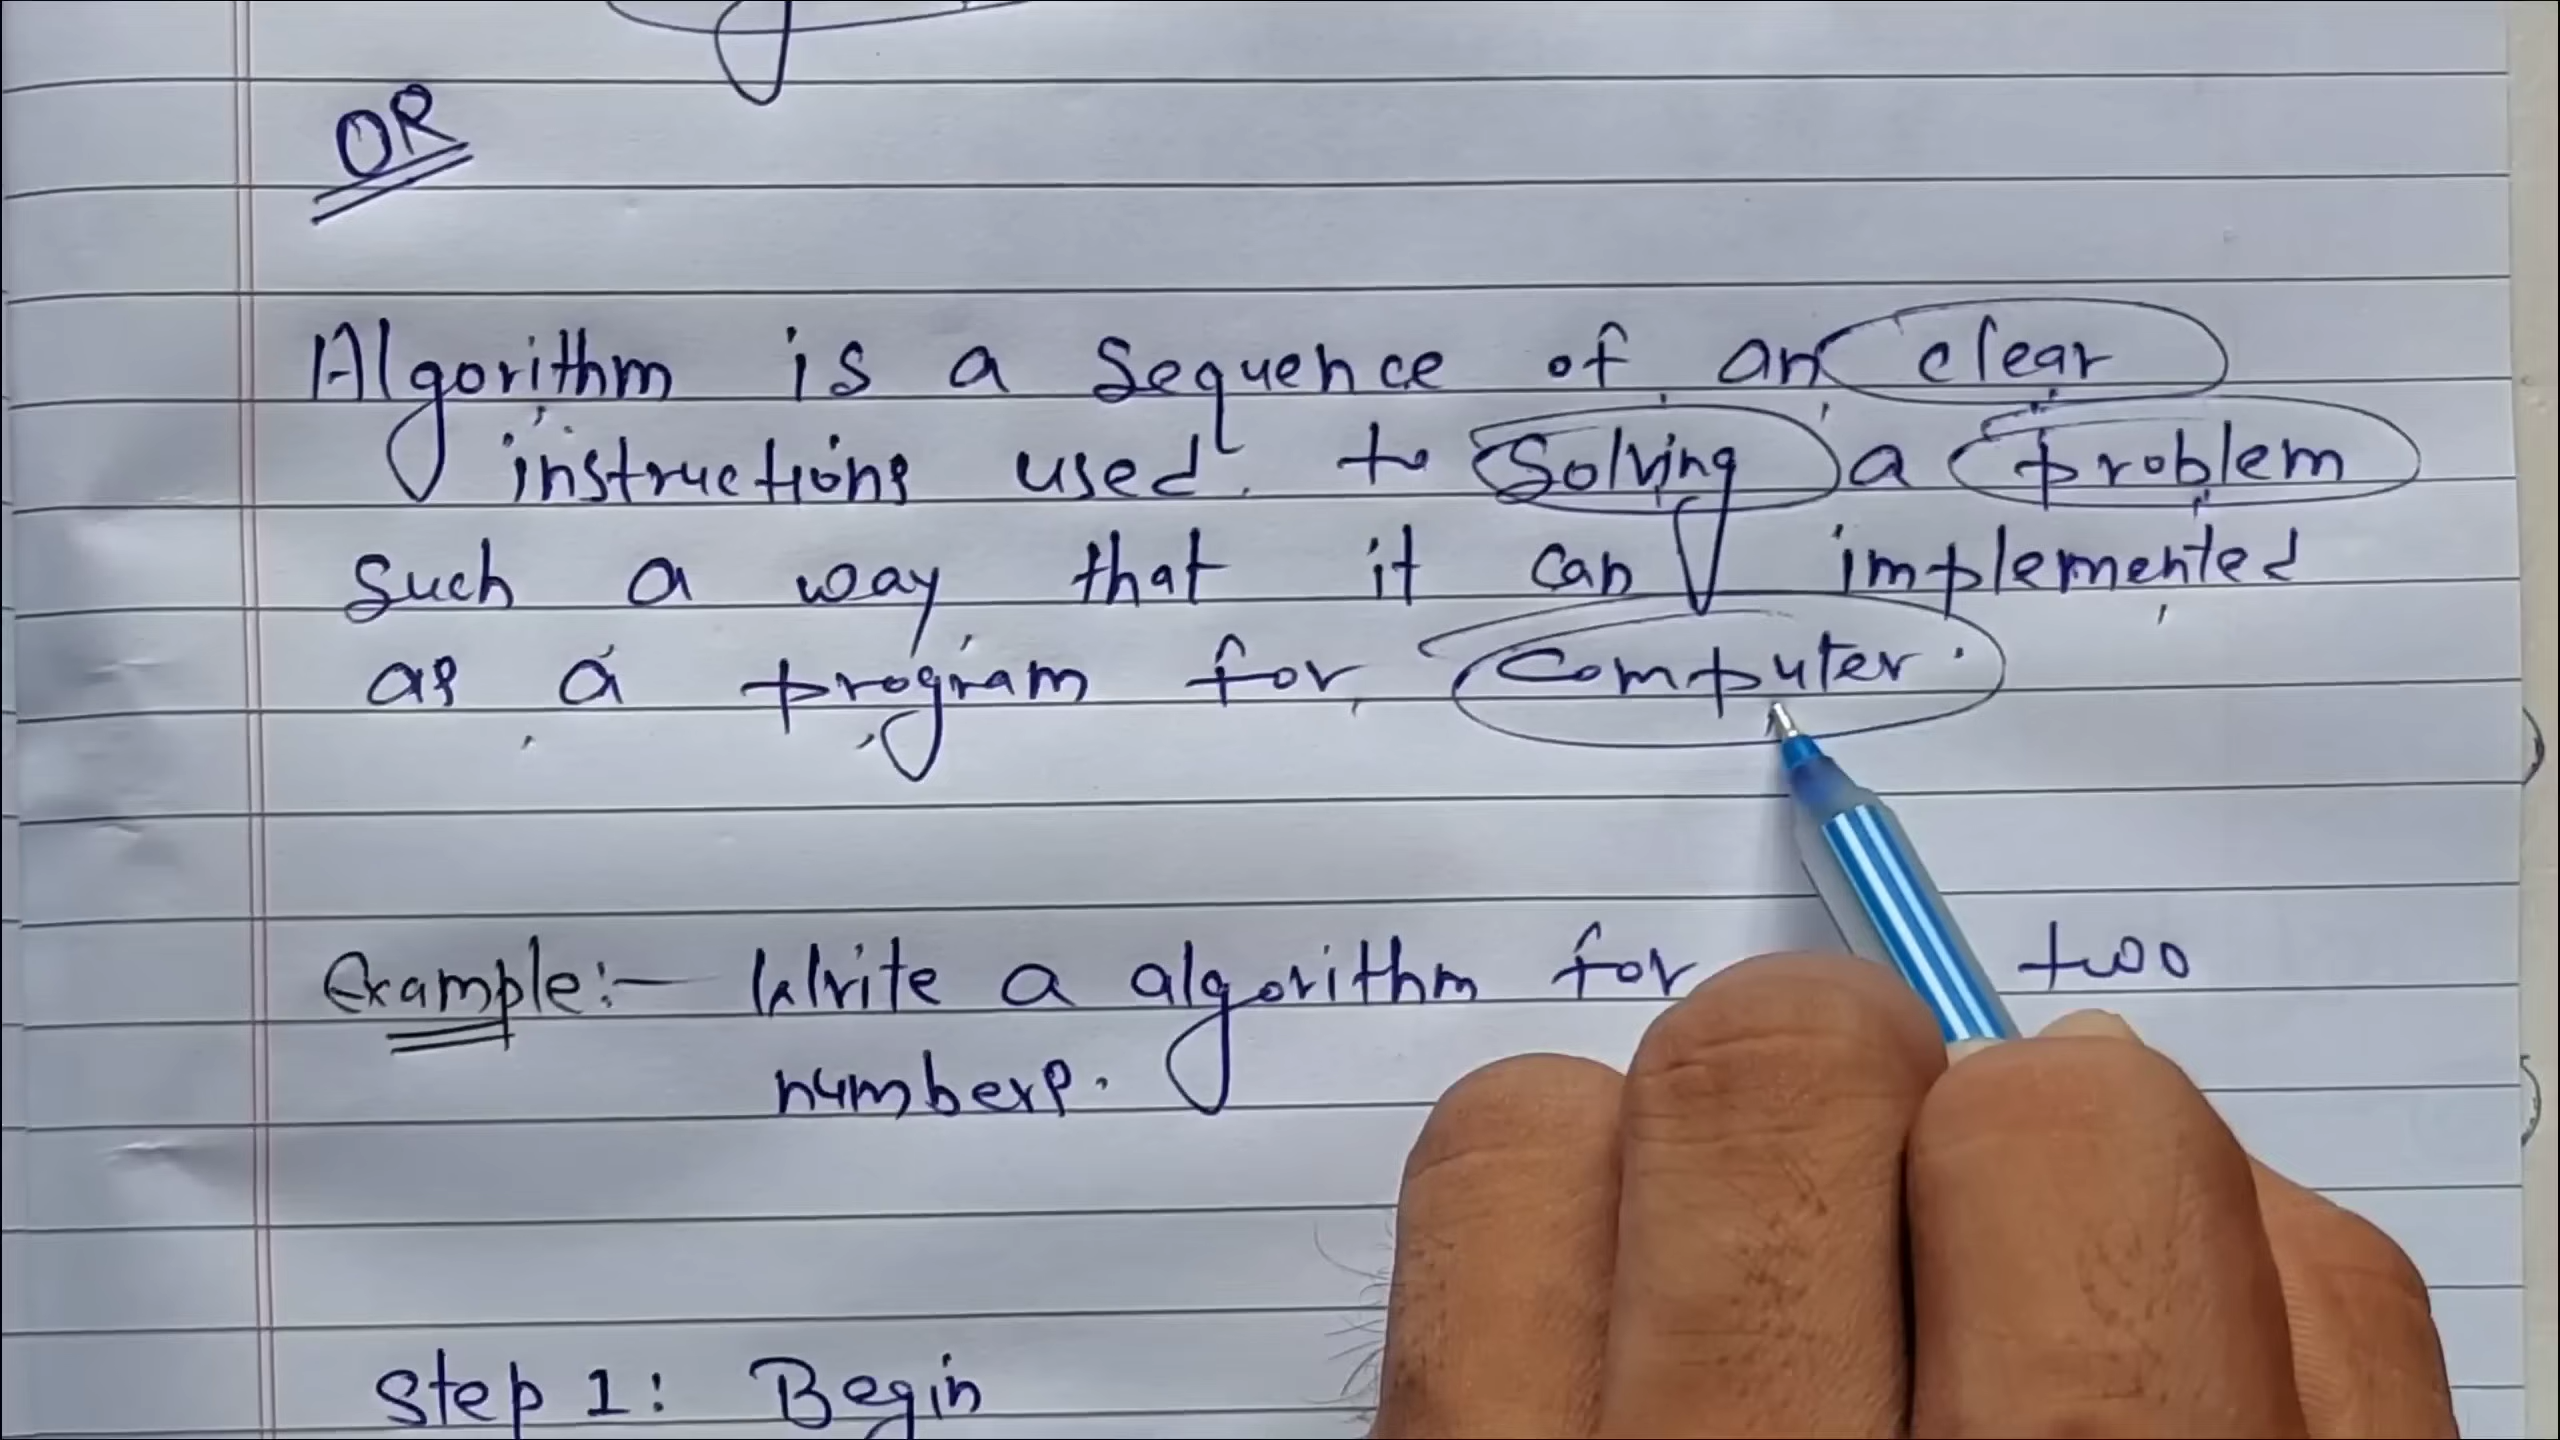 OR
Algorithm is a sequence of an clear
instructions used to Solving a problem
Such a way that it can implemented
as a program for Computer.
Example:- Write a algorithm for two
numbers.
Step 1: Begin